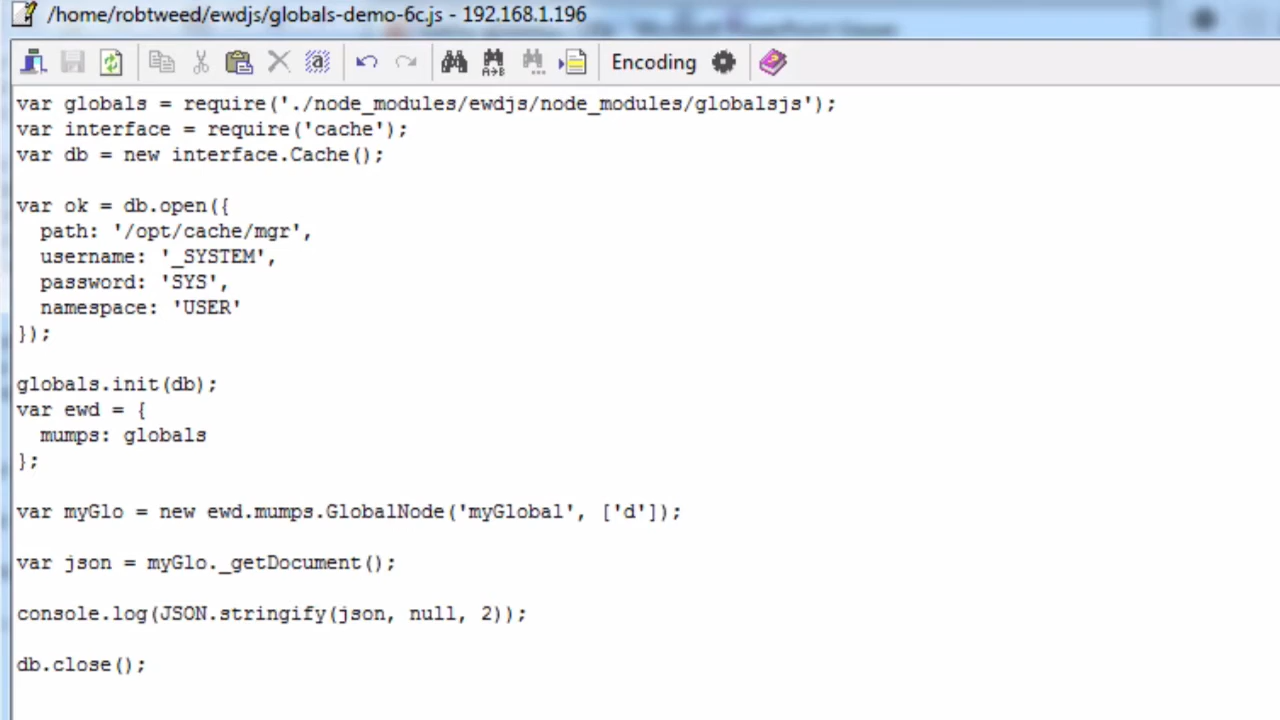 /home/robtweed/ewdjs/globals-demo-6c.js - 192.168.1.196
Encoding
var globals = require('./node_modules/ewdjs/node_modules/globalsjs');
var interface = require('cache');
var db = new interface.Cache();
var ok = db.open({
  path: '/opt/cache/mgr',
  username: '_SYSTEM',
  password: 'SYS',
  namespace: 'USER'
});
globals.init(db);
var ewd = {
  mumps: globals
};
var myGlo = new ewd.mumps.GlobalNode('myGlobal', ['d']);
var json = myGlo._getDocument();
console.log(JSON.stringify(json, null, 2));
db.close();